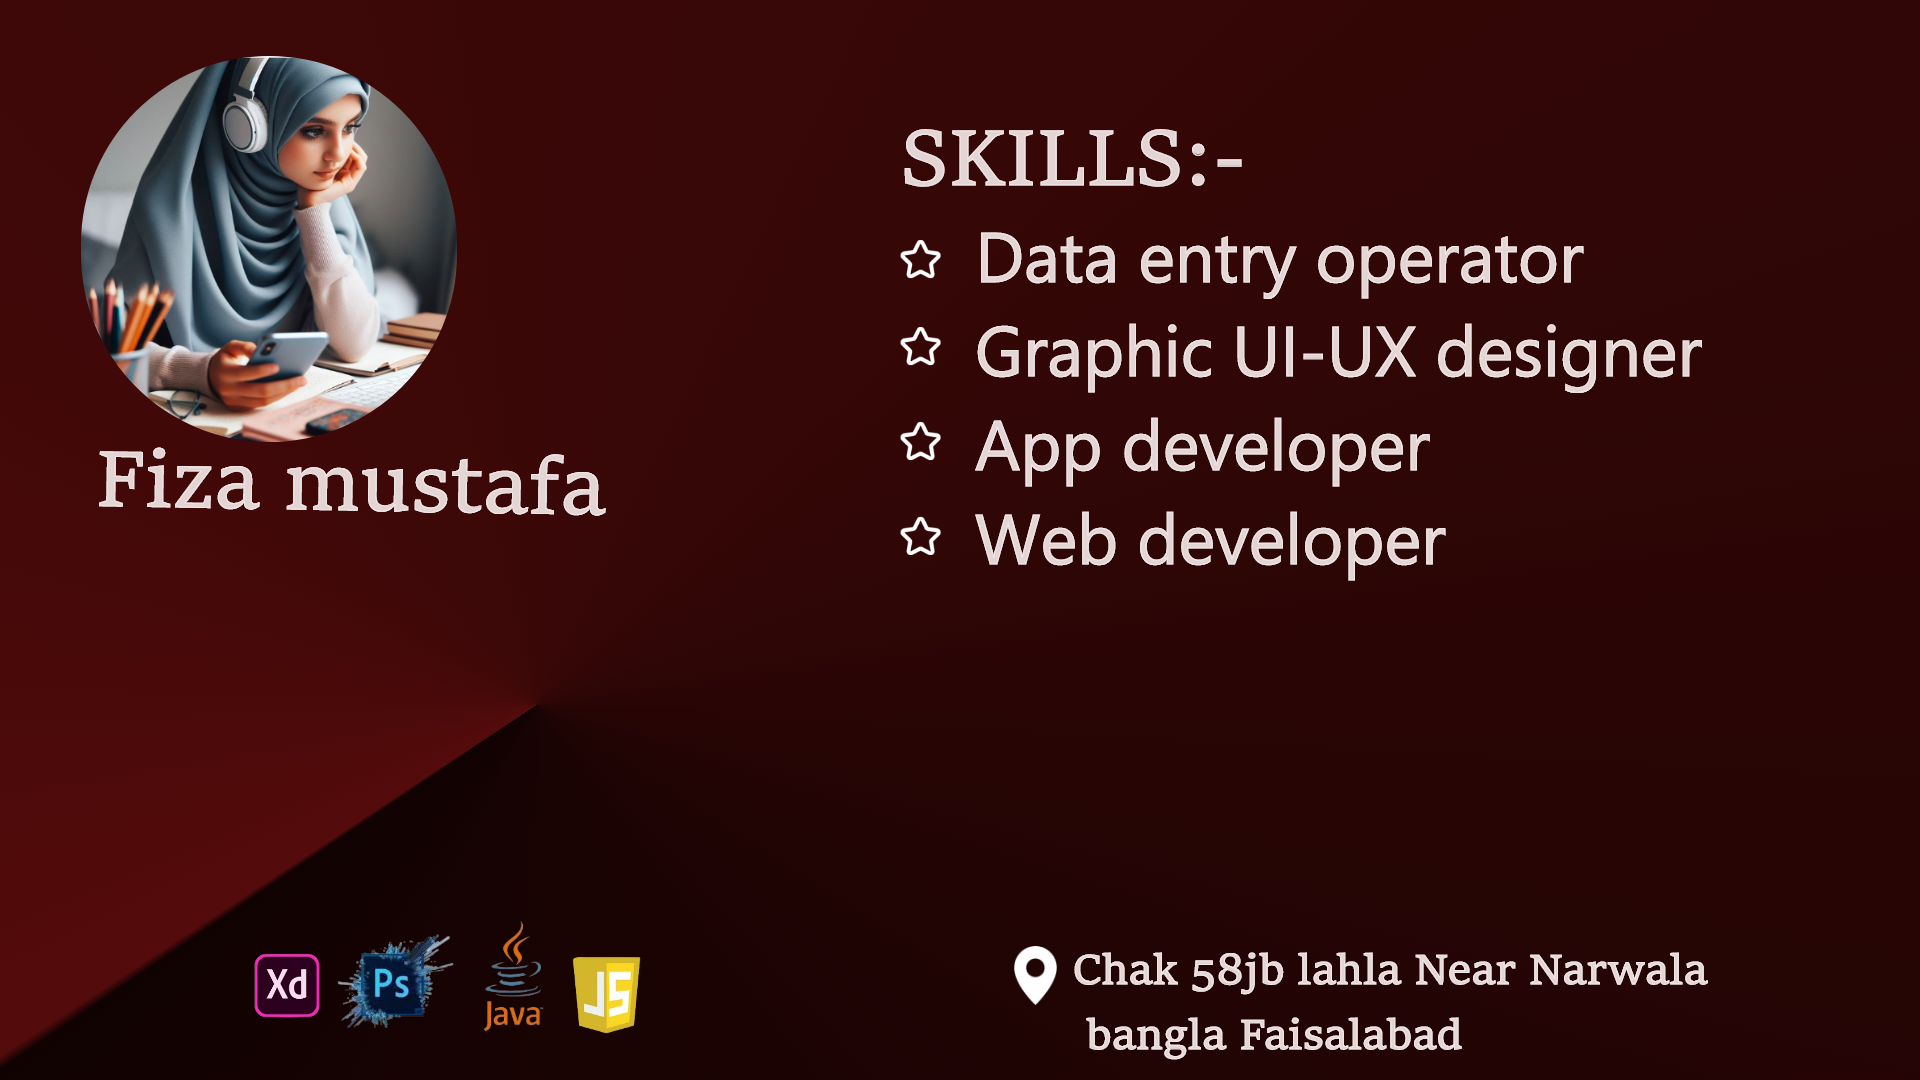 Fiza mustafa
SKILLS:-
Data entry operator
Graphic UI-UX designer
App developer
Web developer
Xd
Ps
Java
JS
Chak 58jb lahla Near Narwala
bangla Faisalabad